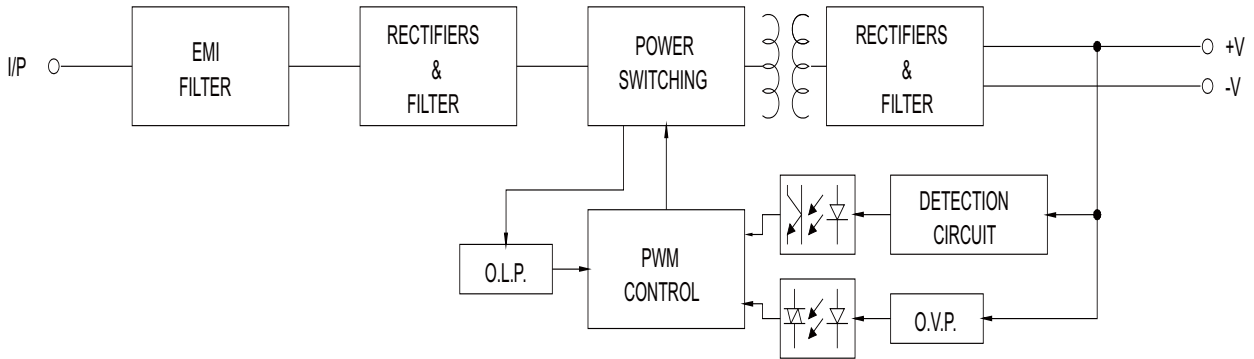 I/P
EMI
FILTER
RECTIFIERS
&
FILTER
POWER
SWITCHING
RECTIFIERS
&
FILTER
+V
-V
O.L.P.
PWM
CONTROL
DETECTION
CIRCUIT
O.V.P.